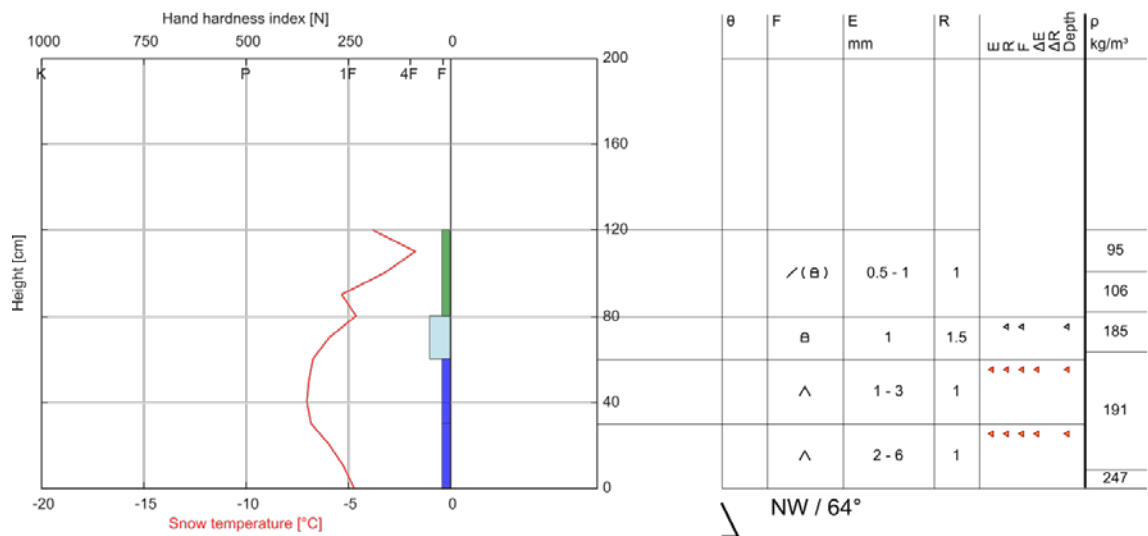 Hand hardness index [N]
1000 750 500 250 0
K P 1F 4F F
θ F E R E R F ΔE ΔR Depth ρ
mm kg/m³
200
160
120
80
40
0
Height [cm]
95
/ ( ) 0.5 - 1 1
106
1 1.5 185
∧ 1 - 3 1
191
∧ 2 - 6 1
247
-20 -15 -10 -5 0
Snow temperature [°C]
NW / 64°